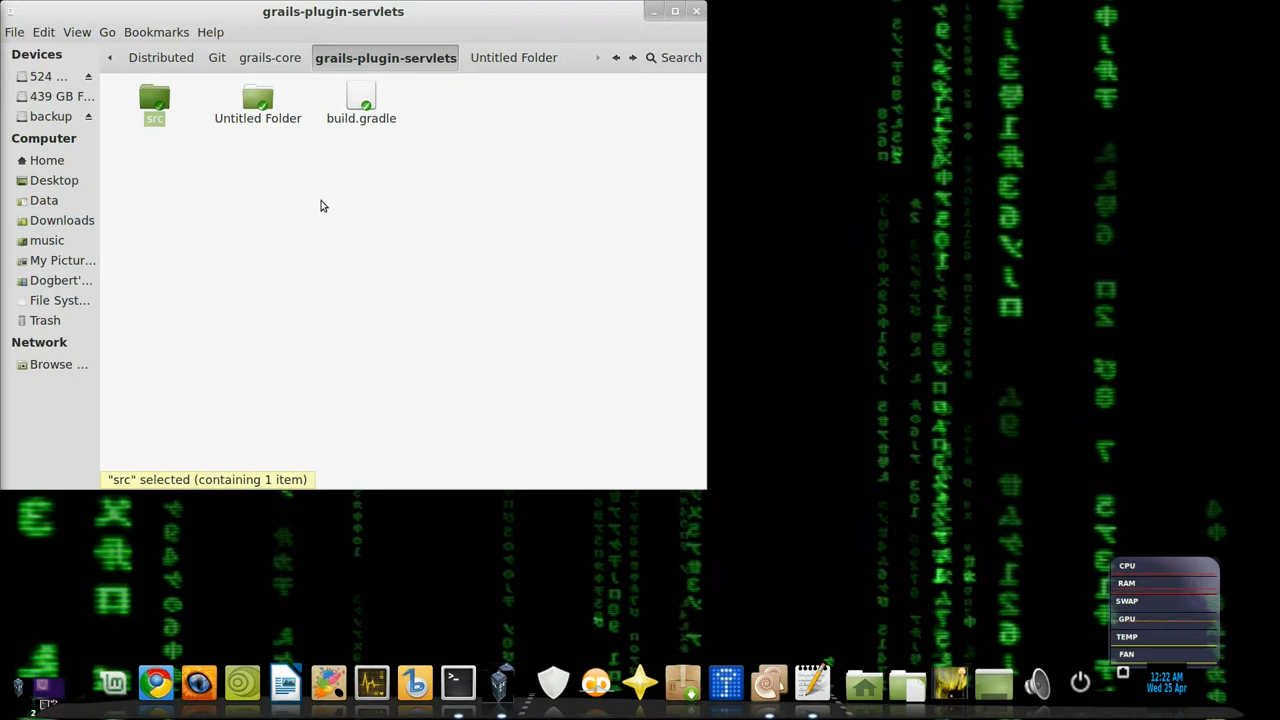 grails-plugin-servlets
File Edit View Go Bookmarks Help
Devices
524 ...
439 GB F...
backup
Computer
Home
Desktop
Data
Downloads
music
My Pictur...
Dogbert'...
File Syst...
Trash
Network
Browse ...
Distributed Git grails-core grails-plugin-servlets Untitled Folder Search
src Untitled Folder build.gradle
"src" selected (containing 1 item)
CPU
RAM
SWAP
GPU
TEMP
FAN
12:22 AM
Wed 25 Apr
2
CD